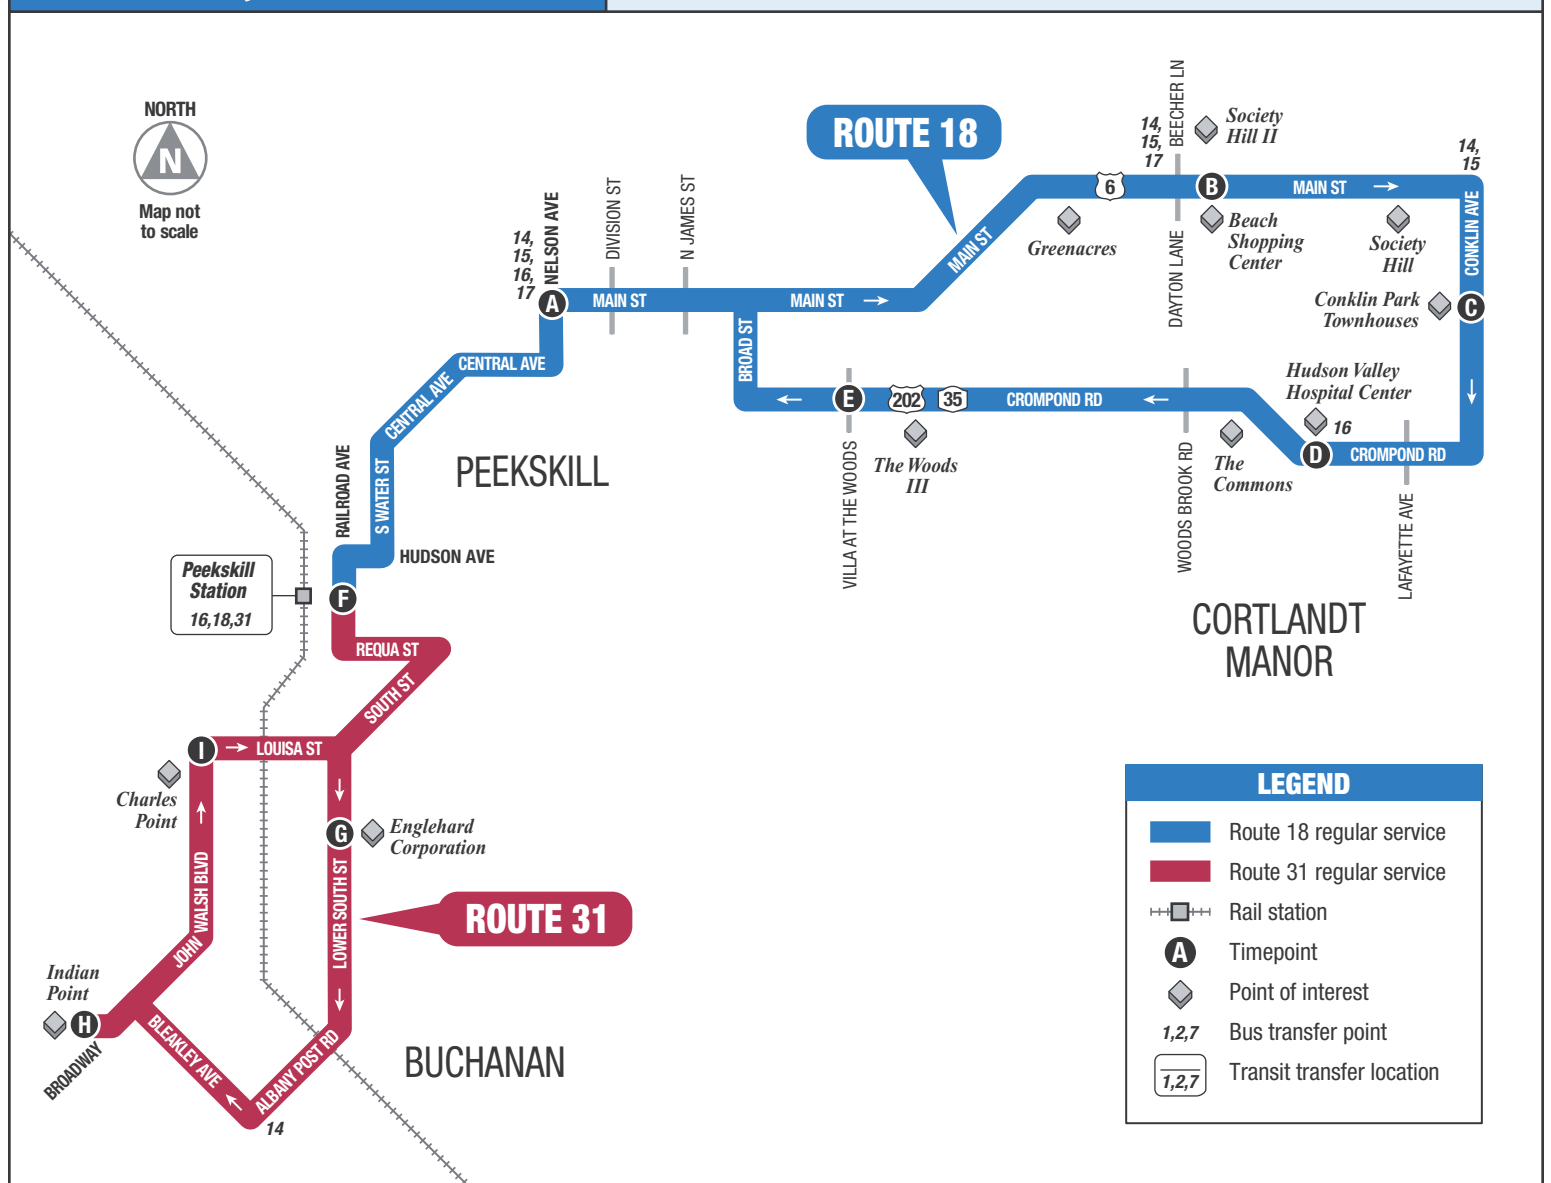 NORTH
N
Map not
to scale
ROUTE 18
14,
15,
17
BEECHER LN
Society
Hill II
14,
15
6
B
MAIN ST
CONKLIN AVE
Greenacres
DAYTON LANE
Beach
Shopping
Center
Society
Hill
MAIN ST
14,
15,
16,
17
NELSON AVE
DIVISION ST
N JAMES ST
A
MAIN ST
MAIN ST
Conklin Park
Townhouses
C
BROAD ST
CENTRAL AVE
CENTRAL AVE
Hudson Valley
Hospital Center
16
E
202
35
CROMPOND RD
D
CROMPOND RD
The Woods
III
The
Commons
VILLA AT THE WOODS
WOODS BROOK RD
LAFAYETTE AVE
PEEKSKILL
RAILROAD AVE
S WATER ST
HUDSON AVE
Peekskill
Station
16,18,31
F
CORTLANDT
MANOR
REQUA ST
SOUTH ST
I
LOUISA ST
Charles
Point
G
Englehard
Corporation
WALSH BLVD
JOHN
LOWER SOUTH ST
ROUTE 31
Indian
Point
H
BROADWAY
BLEAKLEY AVE
ALBANY POST RD
14
BUCHANAN
LEGEND
Route 18 regular service
Route 31 regular service
Rail station
A Timepoint
Point of interest
1,2,7 Bus transfer point
1,2,7 Transit transfer location